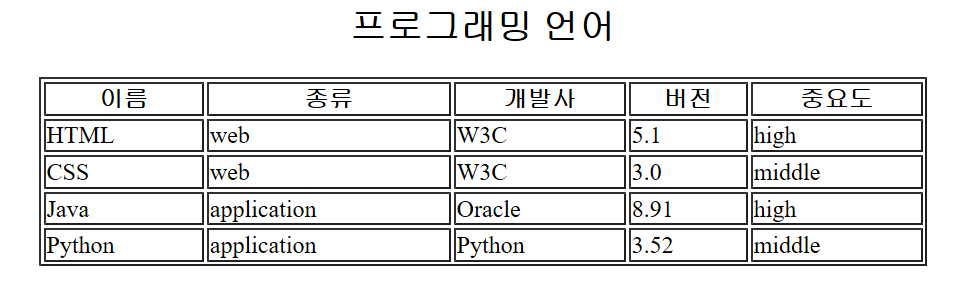 프로그래밍 언어
이름 종류 개발사 버전 중요도
HTML web W3C 5.1 high
CSS web W3C 3.0 middle
Java application Oracle 8.91 high
Python application Python 3.52 middle